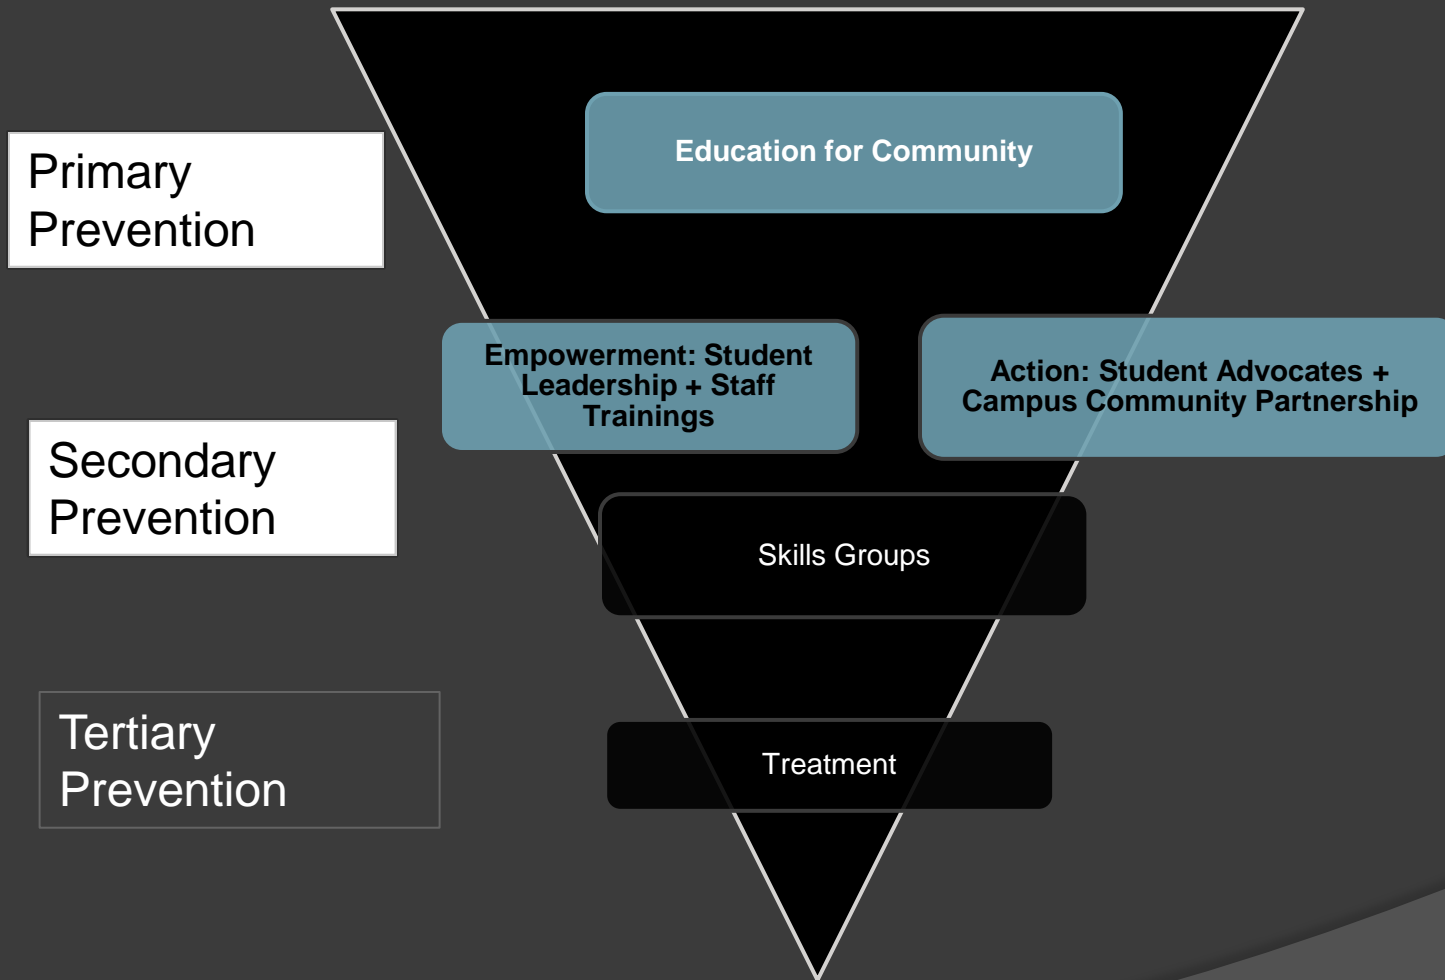 Education for Community
Primary
Prevention
Empowerment: Student
Leadership + Staff
Trainings
Action: Student Advocates +
Campus Community Partnership
Secondary
Prevention
Skills Groups
Tertiary
Prevention
Treatment